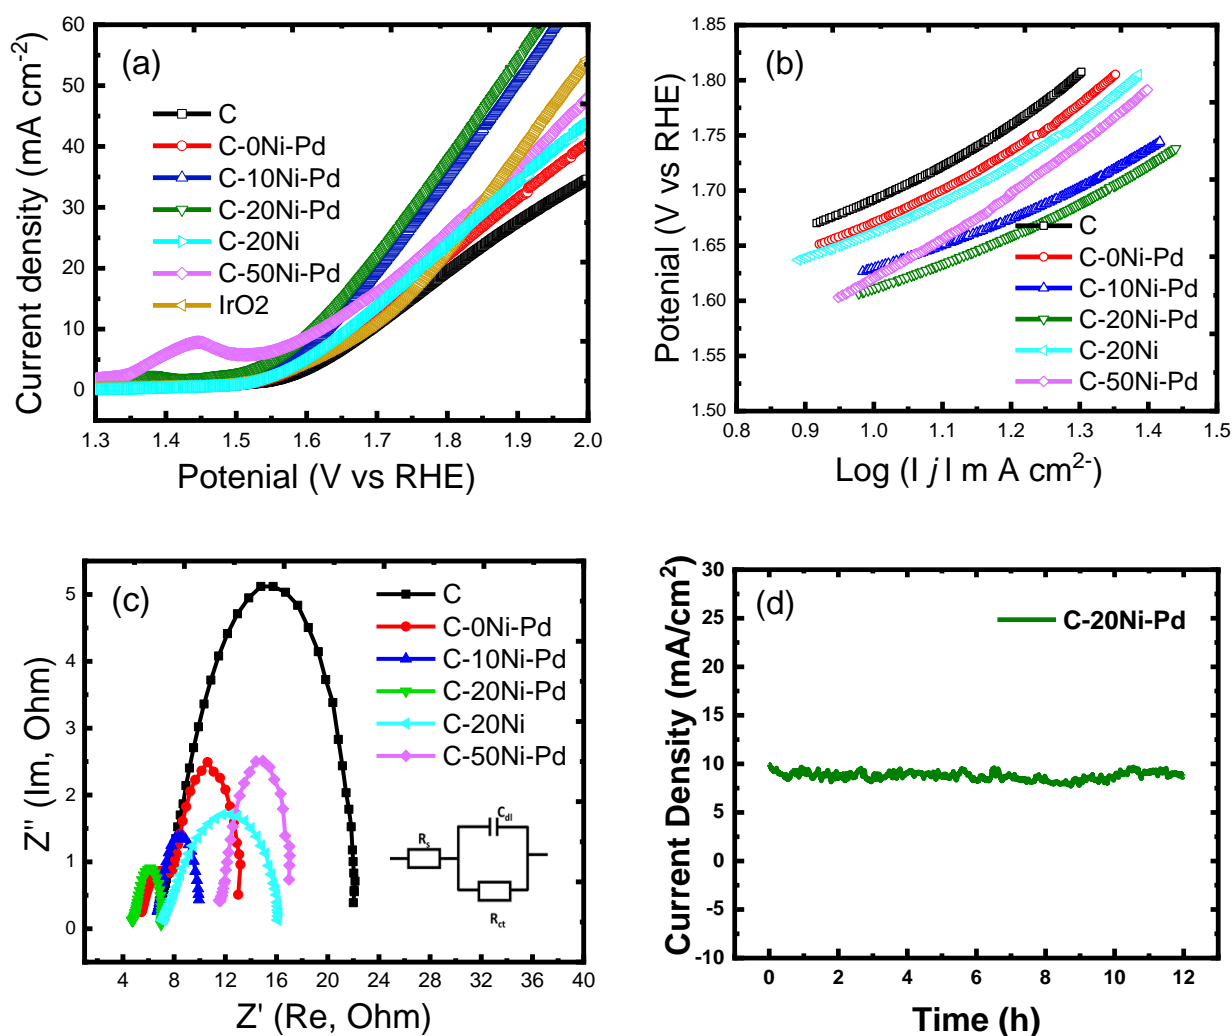 (a)
Current density (mA cm-2)
60
50
40
30
20
10
0
C
C-0Ni-Pd
C-10Ni-Pd
C-20Ni-Pd
C-20Ni
C-50Ni-Pd
IrO2
1.3 1.4 1.5 1.6 1.7 1.8 1.9 2.0
Potenial (V vs RHE)
(b)
Potenial (V vs RHE)
1.85
1.80
1.75
1.70
1.65
1.60
1.55
1.50
C
C-0Ni-Pd
C-10Ni-Pd
C-20Ni-Pd
C-20Ni
C-50Ni-Pd
0.8 0.9 1.0 1.1 1.2 1.3 1.4 1.5
Log (I j I m A cm2-)
(c)
Z'' (Im, Ohm)
5
4
3
2
1
0
C
C-0Ni-Pd
C-10Ni-Pd
C-20Ni-Pd
C-20Ni
C-50Ni-Pd
Cdl
Rs
Rct
4 8 12 16 20 24 28 32 36 40
Z' (Re, Ohm)
(d)
Current Density (mA/cm2)
30
25
20
15
10
5
0
-5
-10
C-20Ni-Pd
0 2 4 6 8 10 12
Time (h)